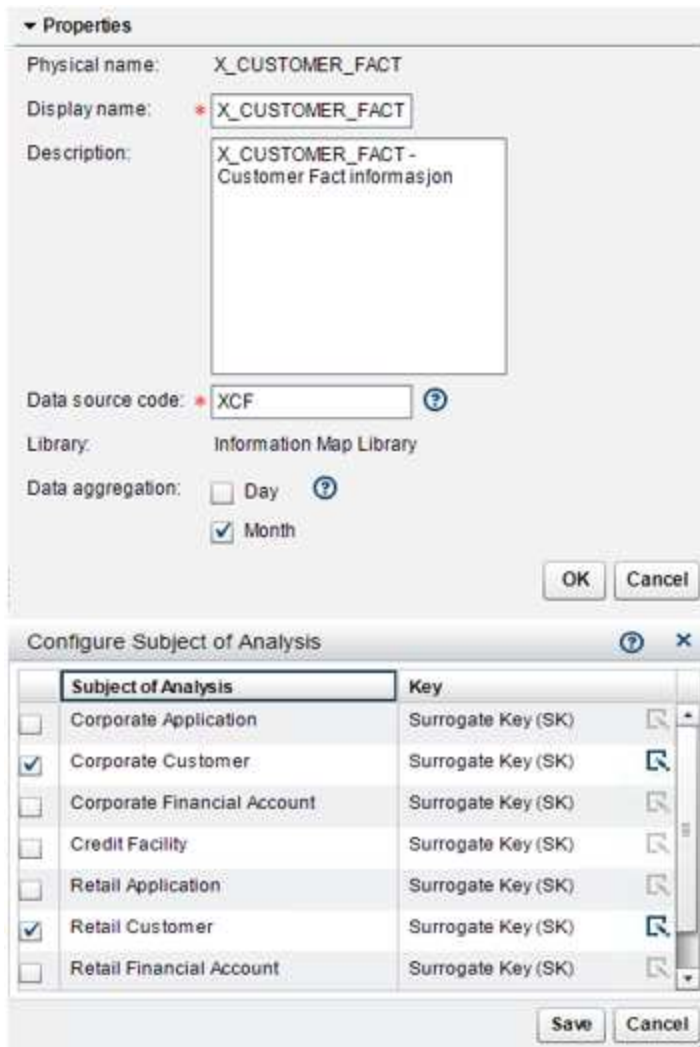 Properties
Physical name: X_CUSTOMER_FACT
Display name: * X_CUSTOMER_FACT
Description: X_CUSTOMER_FACT -
Customer Fact informasjon
Data source code: * XCF ?
Library: Information Map Library
Data aggregation: Day ?
Month
OK Cancel
Configure Subject of Analysis ? ×
Subject of Analysis Key
Corporate Application Surrogate Key (SK)
Corporate Customer Surrogate Key (SK)
Corporate Financial Account Surrogate Key (SK)
Credit Facility Surrogate Key (SK)
Retail Application Surrogate Key (SK)
Retail Customer Surrogate Key (SK)
Retail Financial Account Surrogate Key (SK)
Save Cancel